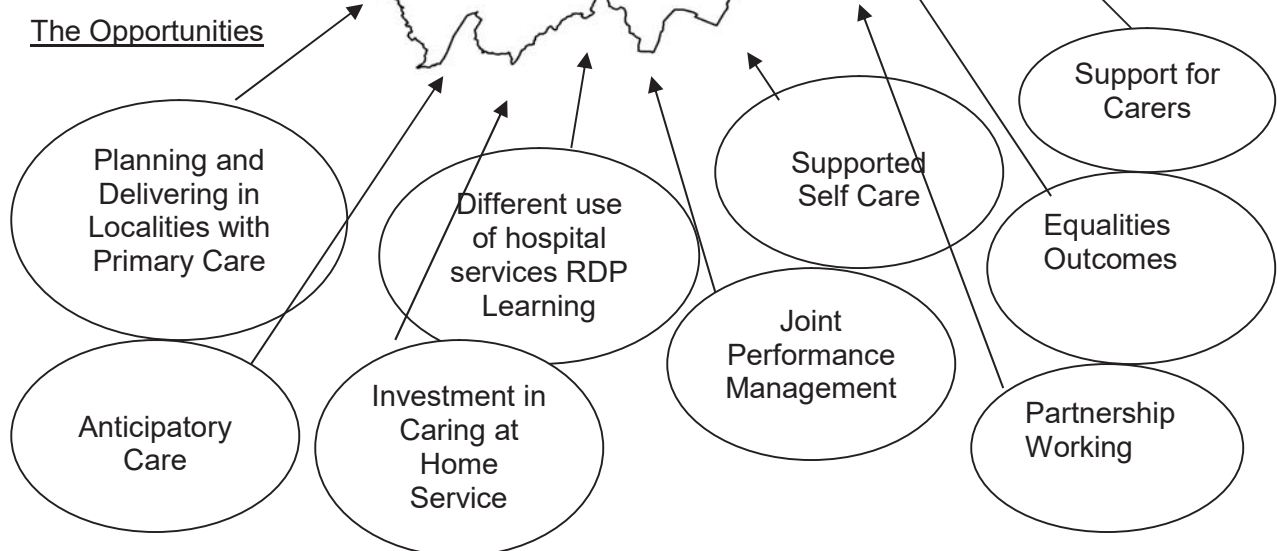 The Opportunities
Support for
Carers
Planning and
Delivering in
Localities with
Primary Care
Different use
of hospital
services RDP
Learning
Supported
Self Care
Equalities
Outcomes
Joint
Performance
Management
Anticipatory
Care
Investment in
Caring at
Home
Service
Partnership
Working